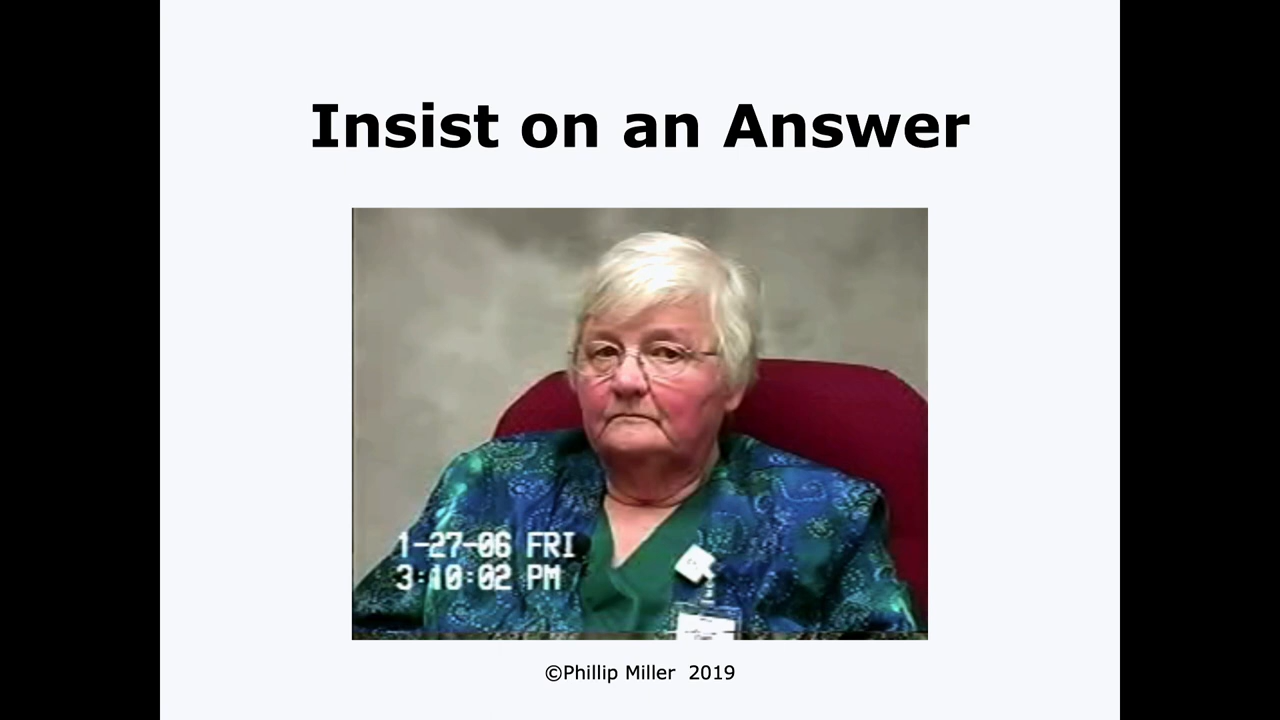 Insist on an Answer
1-27-06 FRI
3:10:02 PM
©Phillip Miller 2019